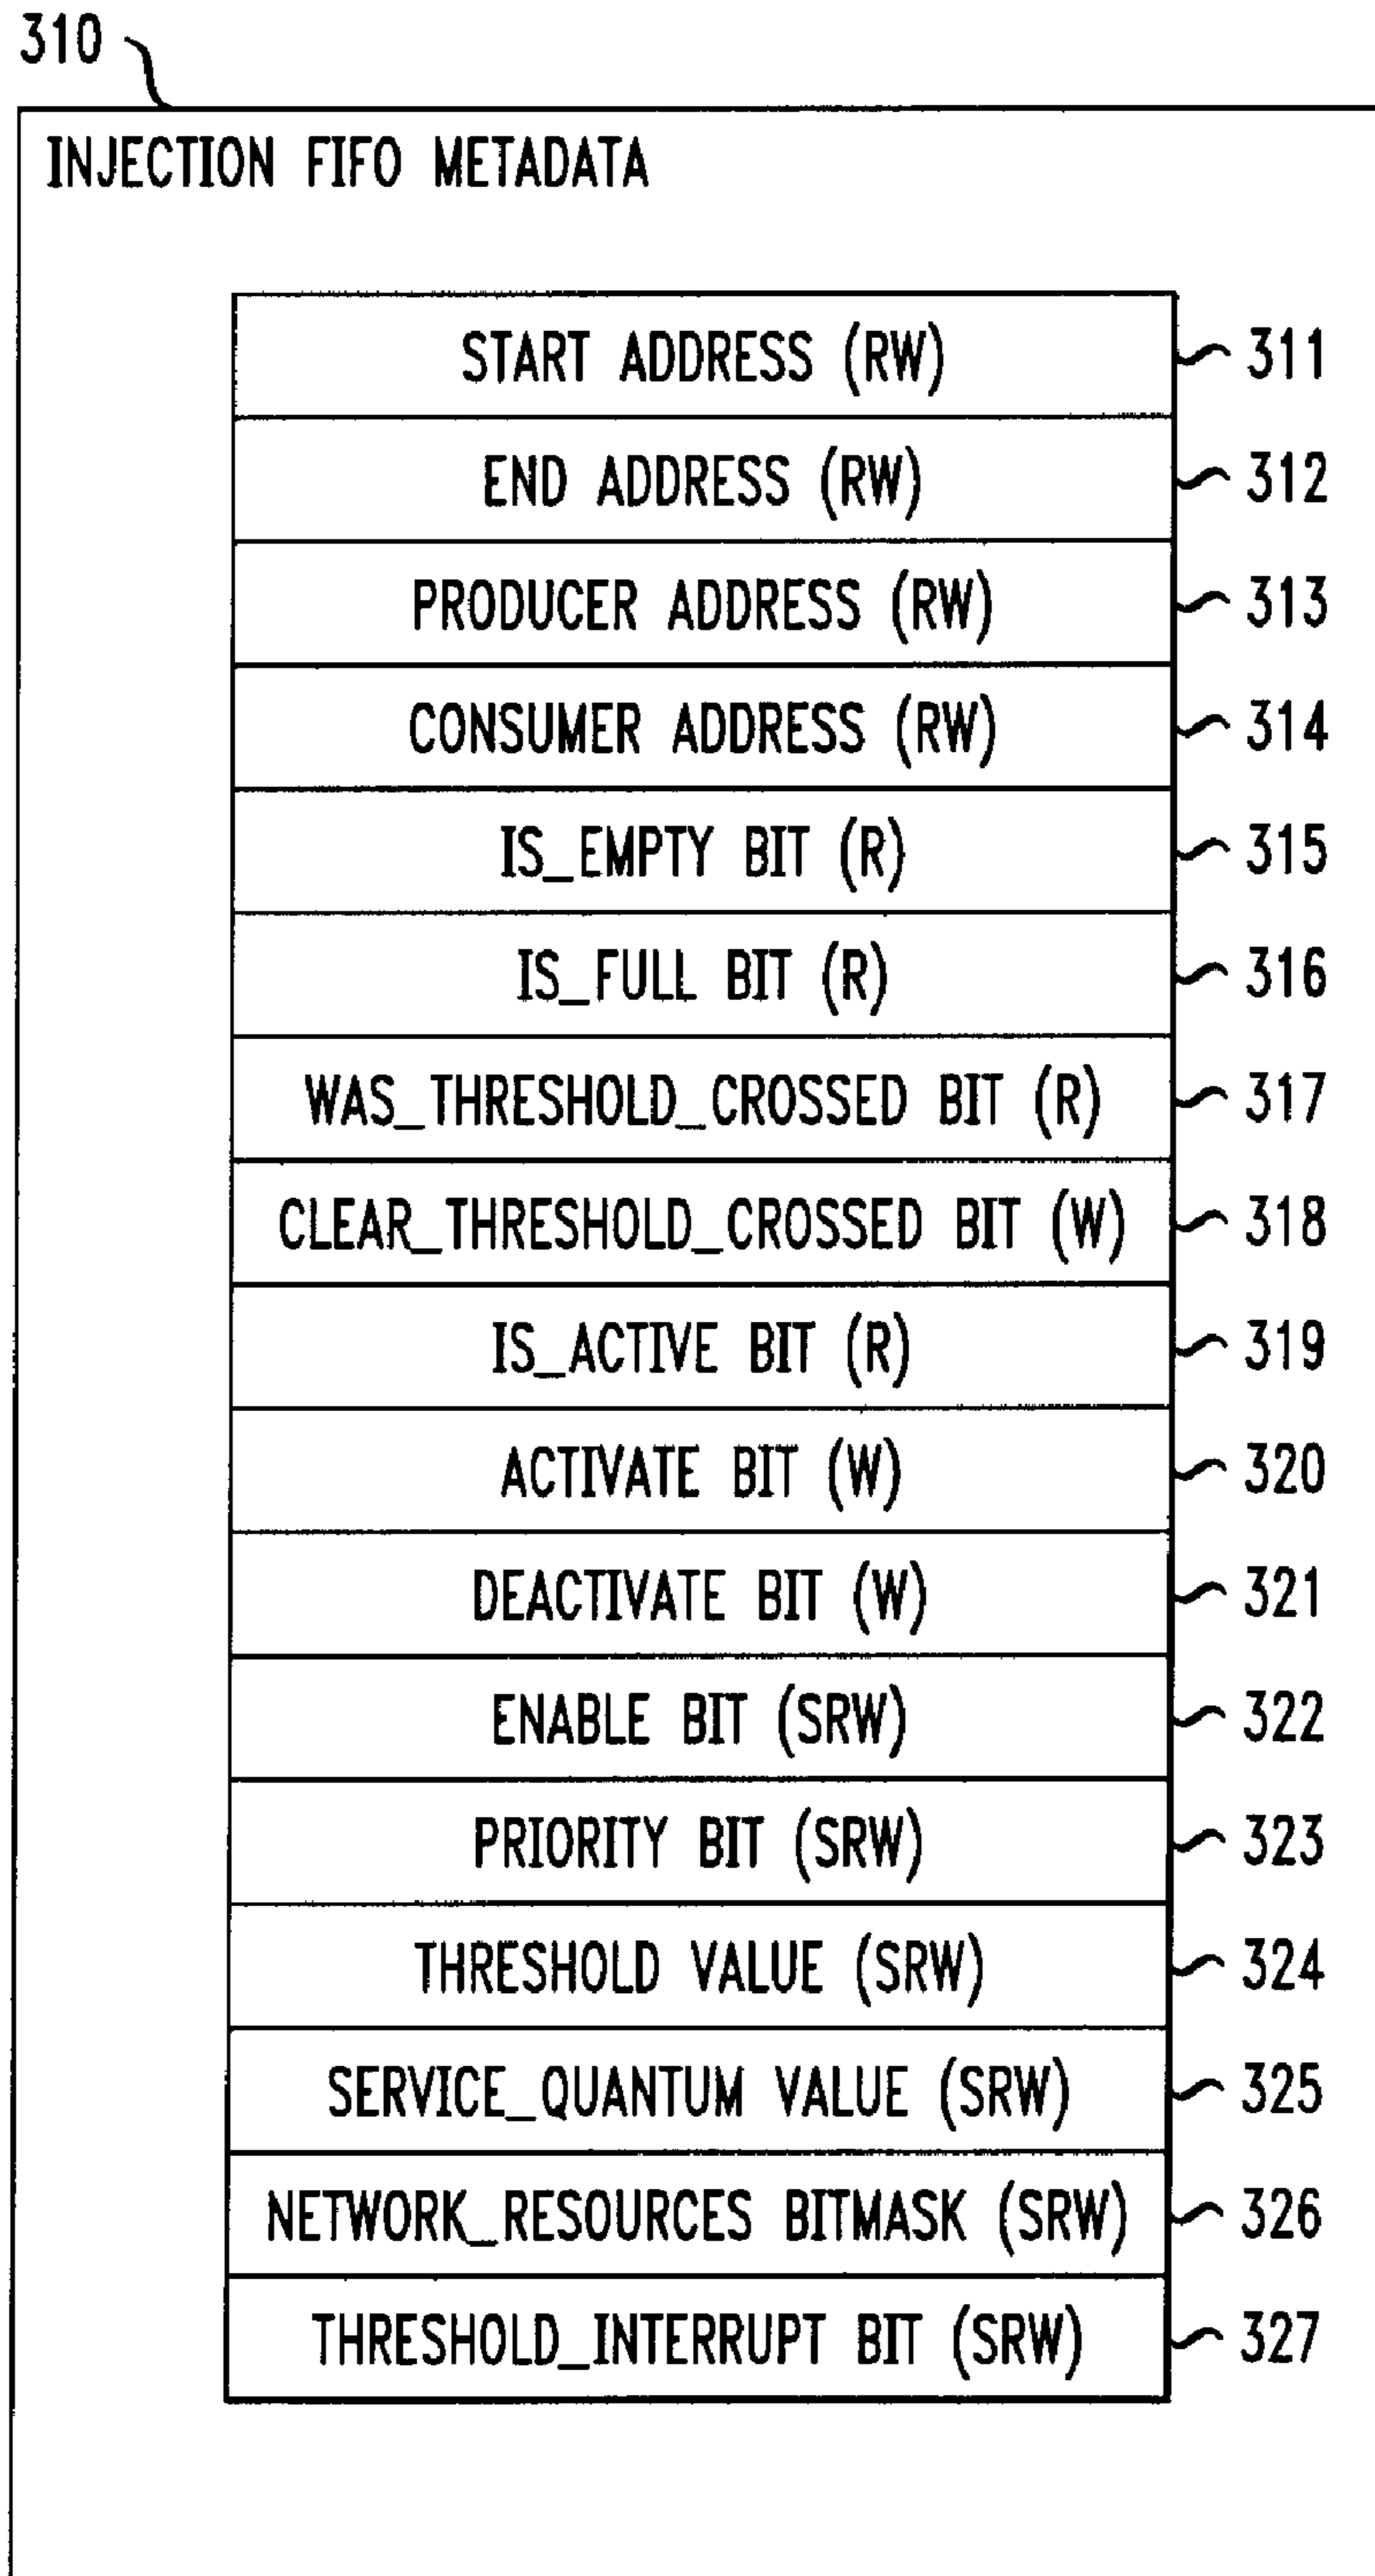 310
INJECTION FIFO METADATA
START ADDRESS (RW) 311
END ADDRESS (RW) 312
PRODUCER ADDRESS (RW) 313
CONSUMER ADDRESS (RW) 314
IS_EMPTY BIT (R) 315
IS_FULL BIT (R) 316
WAS_THRESHOLD_CROSSED BIT (R) 317
CLEAR_THRESHOLD_CROSSED BIT (W) 318
IS_ACTIVE BIT (R) 319
ACTIVATE BIT (W) 320
DEACTIVATE BIT (W) 321
ENABLE BIT (SRW) 322
PRIORITY BIT (SRW) 323
THRESHOLD VALUE (SRW) 324
SERVICE_QUANTUM VALUE (SRW) 325
NETWORK_RESOURCES BITMASK (SRW) 326
THRESHOLD_INTERRUPT BIT (SRW) 327